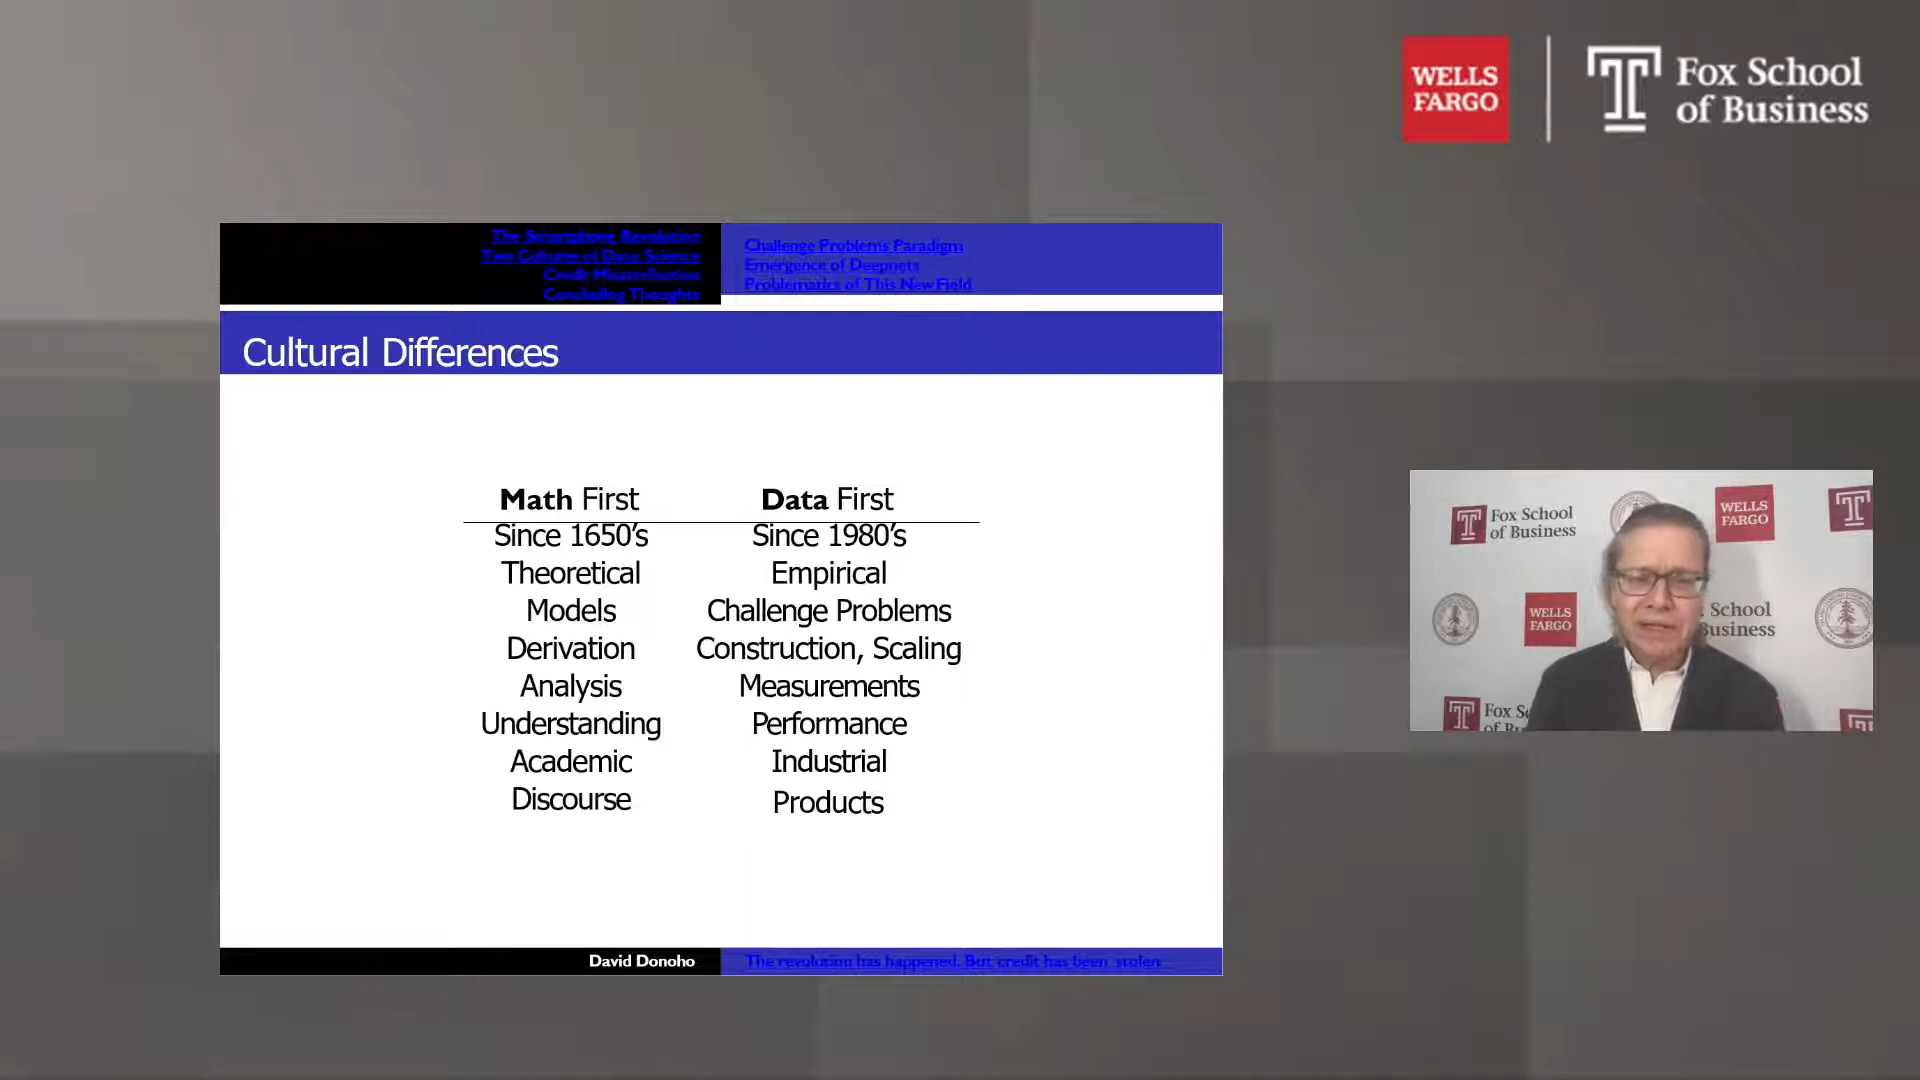 WELLS
FARGO
Fox School
of Business
The Smartphone Revolution
Two Cultures of Data Science
Credit Misattribution
Concluding Thoughts
Challenge Problems Paradigm
Emergence of Deepnets
Problematics of This New Field
Cultural Differences
Math First Data First
Since 1650’s Since 1980’s
Theoretical Empirical
Models Challenge Problems
Derivation Construction, Scaling
Analysis Measurements
Understanding Performance
Academic Industrial
Discourse Products
David Donoho
The revolution has happened. But credit has been stolen
Fox School
of Business
WELLS
FARGO
WELLS
FARGO
School
Business
Fox